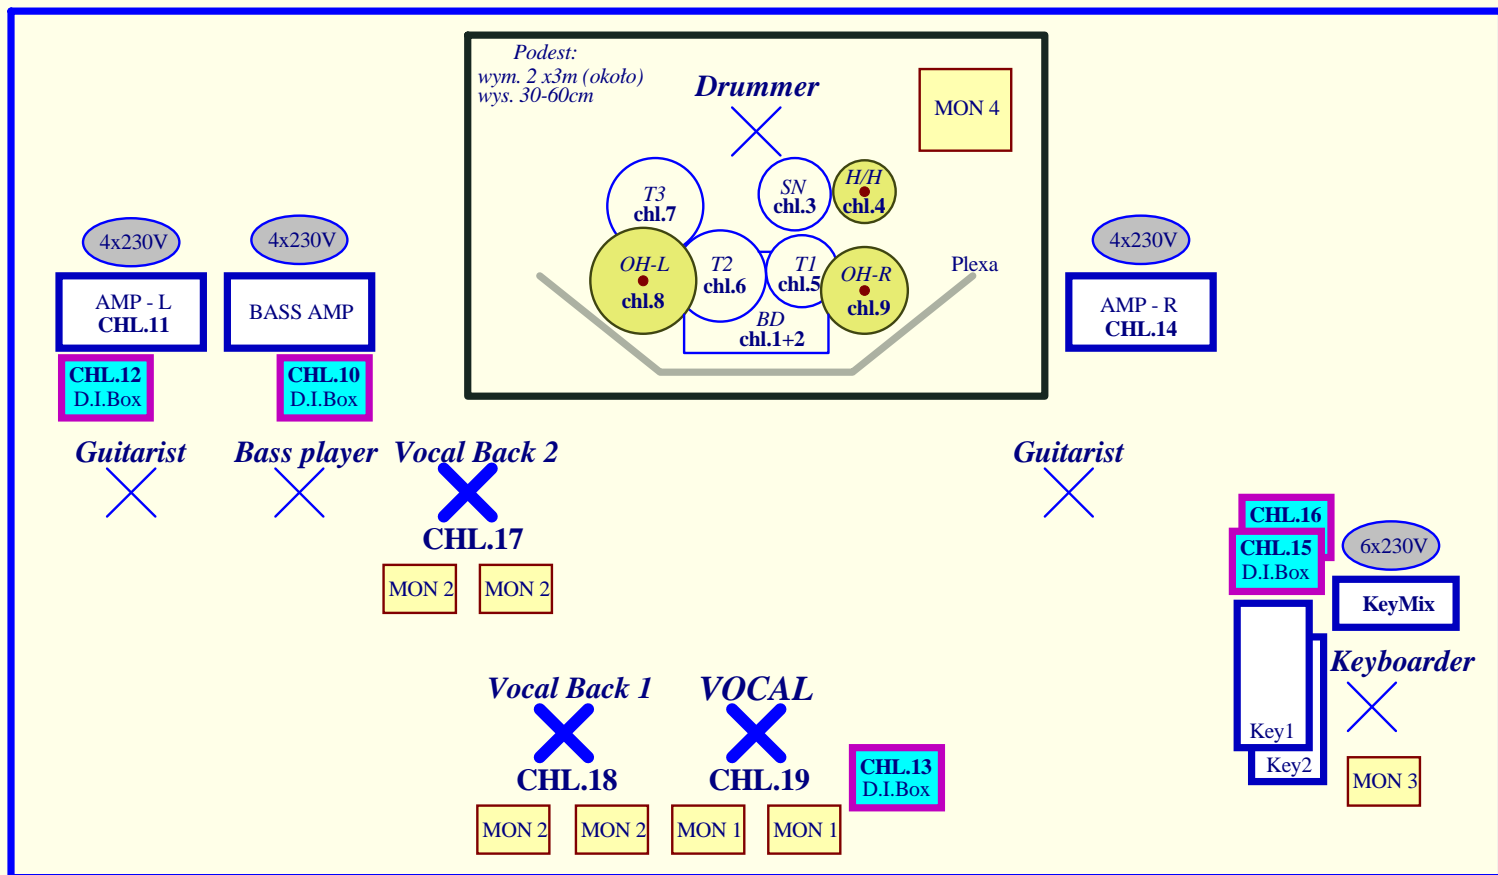 Podest:
wym. 2 x3m (około)
wys. 30-60cm
Drummer
MON 4
T3
chl.7
SN
chl.3
H/H
chl.4
OH-L
chl.8
T2
chl.6
T1
chl.5
OH-R
chl.9
BD
chl.1+2
Plexa
4x230V
4x230V
4x230V
AMP - L
CHL.11
BASS AMP
AMP - R
CHL.14
CHL.12
D.I.Box
CHL.10
D.I.Box
Guitarist
Bass player
Vocal Back 2
Guitarist
CHL.17
MON 2
MON 2
CHL.16
CHL.15
D.I.Box
6x230V
KeyMix
Keyboarder
Key1
Key2
MON 3
Vocal Back 1
VOCAL
CHL.18
CHL.19
CHL.13
D.I.Box
MON 2
MON 2
MON 1
MON 1